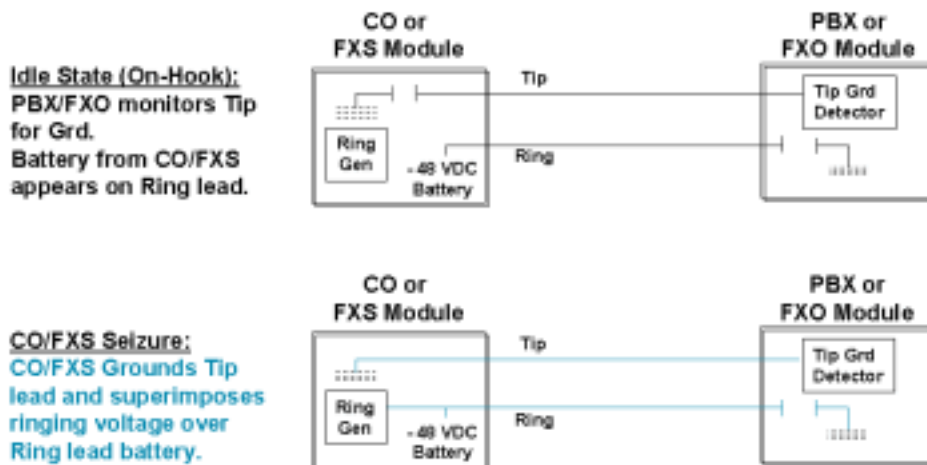 CO or
FXS Module
PBX or
FXO Module
Idle State (On-Hook):
PBX/FXO monitors Tip
for Grd.
Battery from CO/FXS
appears on Ring lead.
Tip
Ring
Ring
Gen
-48 VDC
Battery
Tip Grd
Detector
CO or
FXS Module
PBX or
FXO Module
CO/FXS Seizure:
CO/FXS Grounds Tip
lead and superimposes
ringing voltage over
Ring lead battery.
Tip
Ring
Ring
Gen
-48 VDC
Battery
Tip Grd
Detector